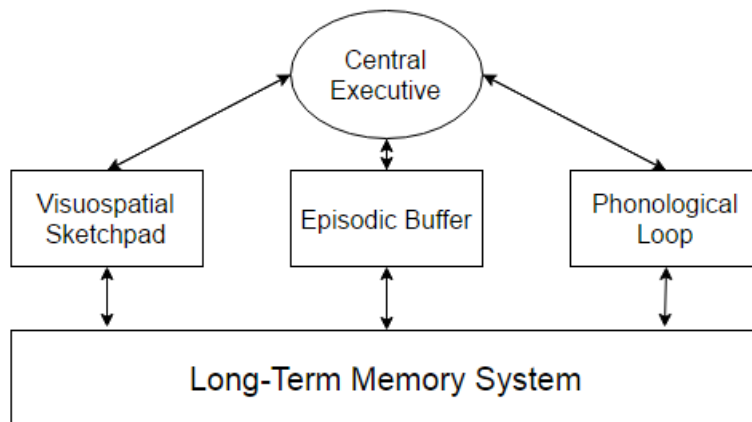 Central
Executive
Visuospatial
Sketchpad
Episodic Buffer
Phonological
Loop
Long-Term Memory System